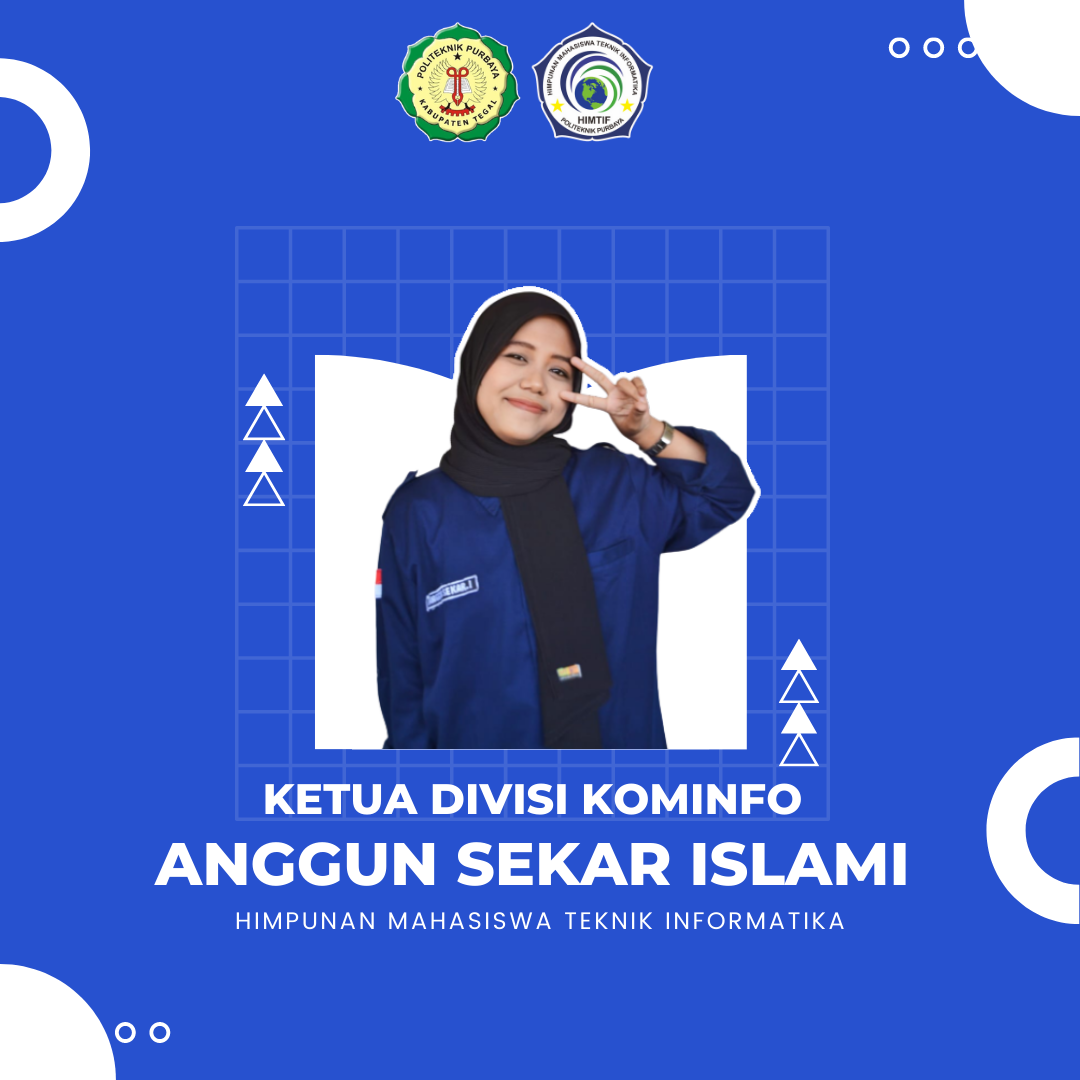 POLITEKNIK PURBAYA
KABUPATEN TEGAL
HIMPUNAN MAHASISWA TEKNIK INFORMATIKA
HIMTIF
POLITEKNIK PURBAYA
KETUA DIVISI KOMINFO
ANGGUN SEKAR ISLAMI
HIMPUNAN MAHASISWA TEKNIK INFORMATIKA